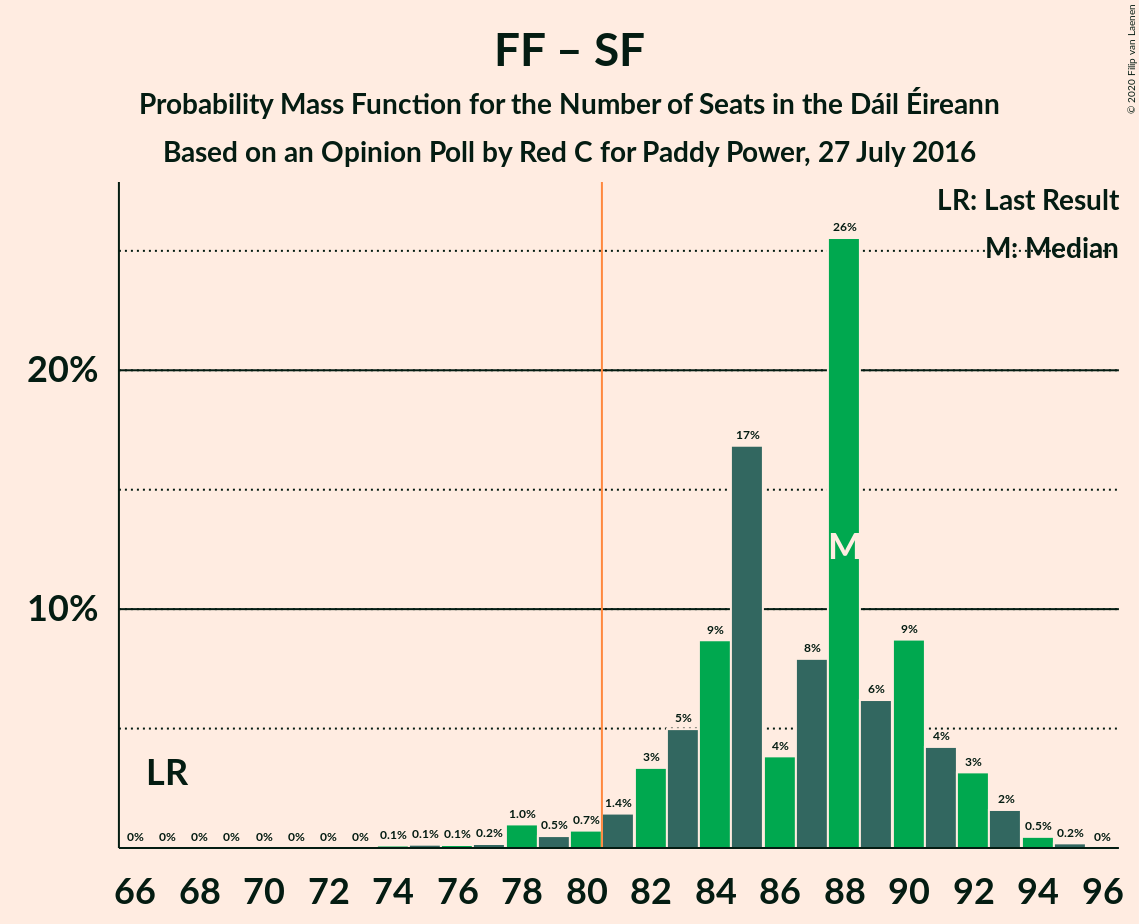 FF – SF
Probability Mass Function for the Number of Seats in the Dáil Éireann
Based on an Opinion Poll by Red C for Paddy Power, 27 July 2016
© 2020 Filip van Laenen
LR: Last Result
M: Median
20%
10%
LR
M
0% 0% 0% 0% 0% 0% 0% 0% 0.1% 0.1% 0.1% 0.2% 1.0% 0.5% 0.7% 1.4% 3% 5% 9% 17% 4% 8% 26% 6% 9% 4% 3% 2% 0.5% 0.2% 0%
66 68 70 72 74 76 78 80 82 84 86 88 90 92 94 96